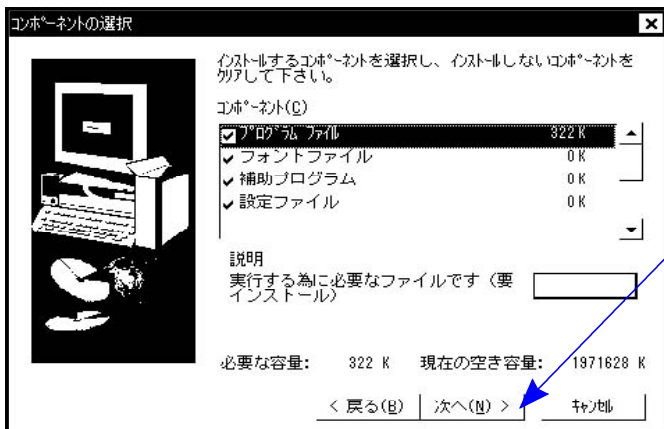 コンポーネントの選択
インストールするコンポーネントを選択し、インストールしないコンポーネントを
クリアして下さい。
コンポーネント(C)
プログラム ファイル 322 K
フォントファイル 0 K
補助プログラム 0 K
設定ファイル 0 K
説明
実行する為に必要なファイルです（要
インストール）
必要な容量: 322 K 現在の空き容量: 1971628 K
< 戻る(B) 次へ(N) > キャンセル